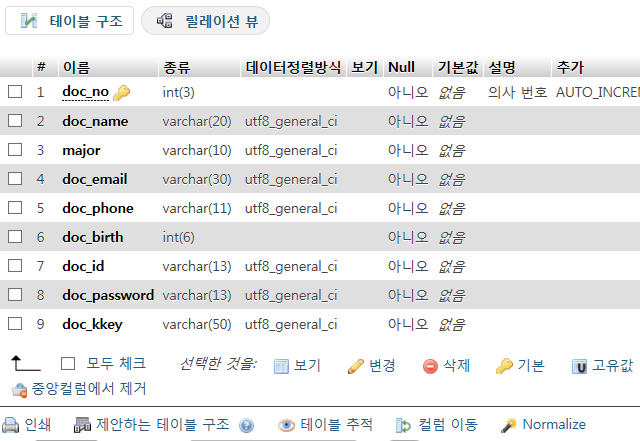 테이블 구조 릴레이션 뷰
# 이름 종류 데이터정렬방식 보기 Null 기본값 설명 추가
1 doc_no int(3) 아니오 없음 의사 번호 AUTO_INCREM
2 doc_name varchar(20) utf8_general_ci 아니오 없음
3 major varchar(10) utf8_general_ci 아니오 없음
4 doc_email varchar(30) utf8_general_ci 아니오 없음
5 doc_phone varchar(11) utf8_general_ci 아니오 없음
6 doc_birth int(6) 아니오 없음
7 doc_id varchar(13) utf8_general_ci 아니오 없음
8 doc_password varchar(13) utf8_general_ci 아니오 없음
9 doc_kkey varchar(50) utf8_general_ci 아니오 없음
모두 체크 선택한 것을: 보기 변경 삭제 기본 고유값
중앙컬럼에서 제거
인쇄 제안하는 테이블 구조 테이블 추적 컬럼 이동 Normalize